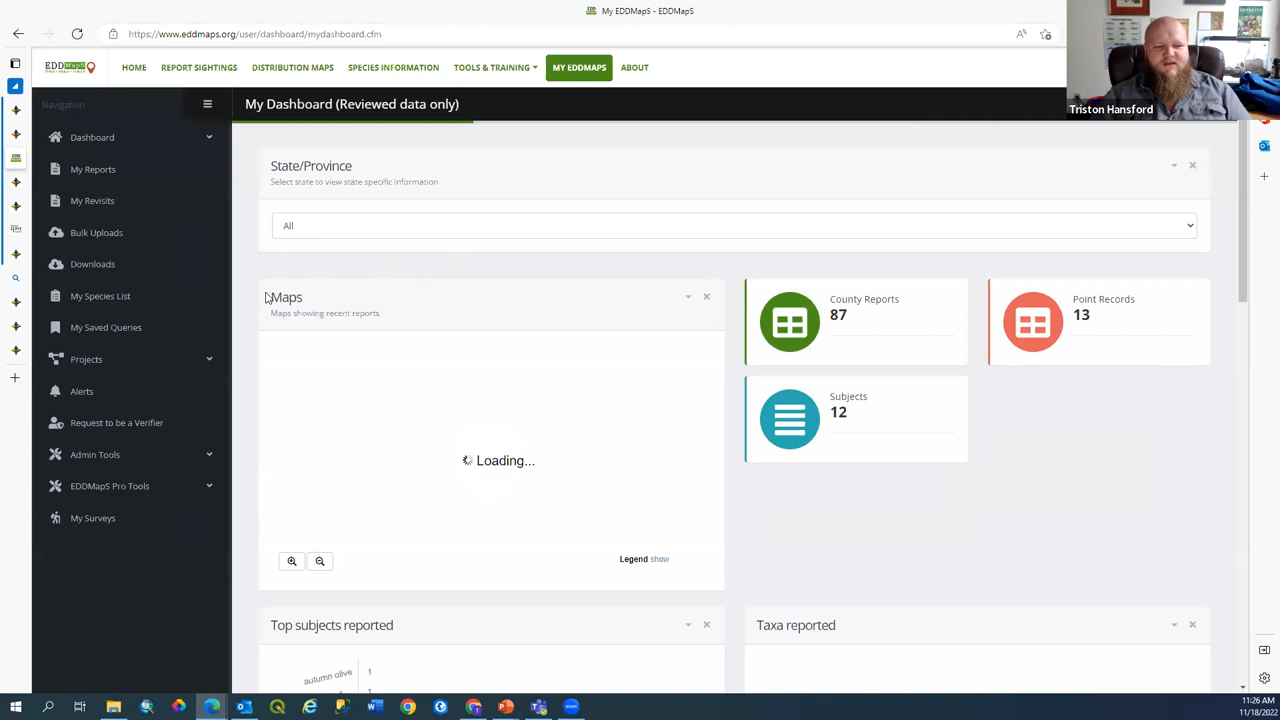 My EDDMapS - EDDMapS
https://www.eddmaps.org/user/dashboard/mydashboard.cfm
EDDMapS
HOME
REPORT SIGHTINGS
DISTRIBUTION MAPS
SPECIES INFORMATION
TOOLS & TRAINING
MY EDDMAPS
ABOUT
Triston Hansford
Navigation
My Dashboard (Reviewed data only)
Dashboard
My Reports
My Revisits
Bulk Uploads
Downloads
My Species List
My Saved Queries
Projects
Alerts
Request to be a Verifier
Admin Tools
EDDMapS Pro Tools
My Surveys
State/Province
Select state to view state specific information
All
Maps
Maps showing recent reports
Loading...
Legend show
County Reports
87
Point Records
13
Subjects
12
Top subjects reported
autumn olive
1
1
Taxa reported
11:26 AM
11/18/2022